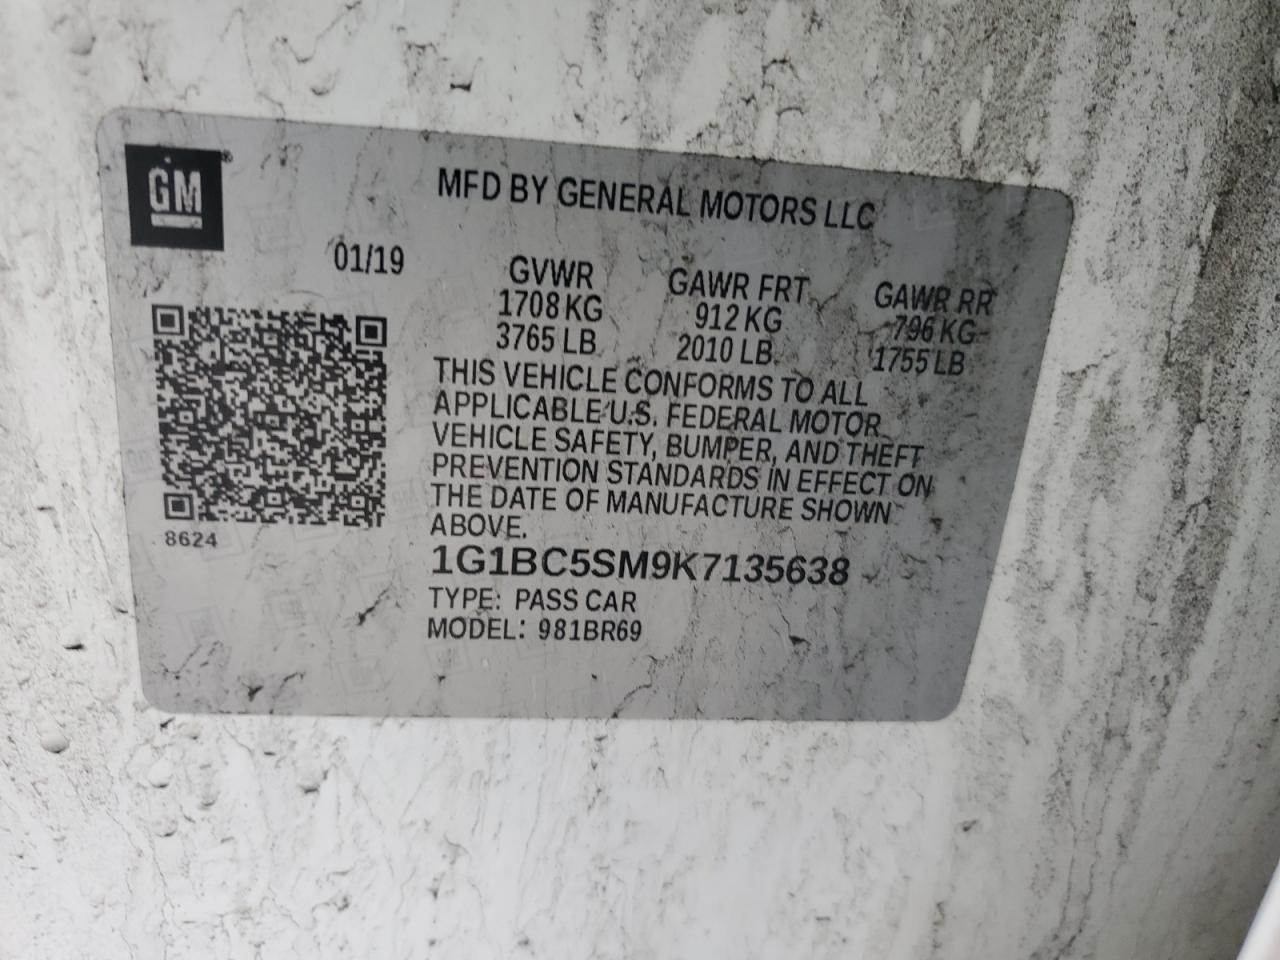 GM®
MFD BY GENERAL MOTORS LLC
01/19
GVWR GAWR FRT GAWR RR
1708 KG 912 KG 796 KG
3765 LB 2010 LB 1755 LB
THIS VEHICLE CONFORMS TO ALL
APPLICABLE U.S. FEDERAL MOTOR
VEHICLE SAFETY, BUMPER, AND THEFT
PREVENTION STANDARDS IN EFFECT ON
THE DATE OF MANUFACTURE SHOWN
ABOVE.
8624
1G1BC5SM9K7135638
TYPE: PASS CAR
MODEL: 981BR69